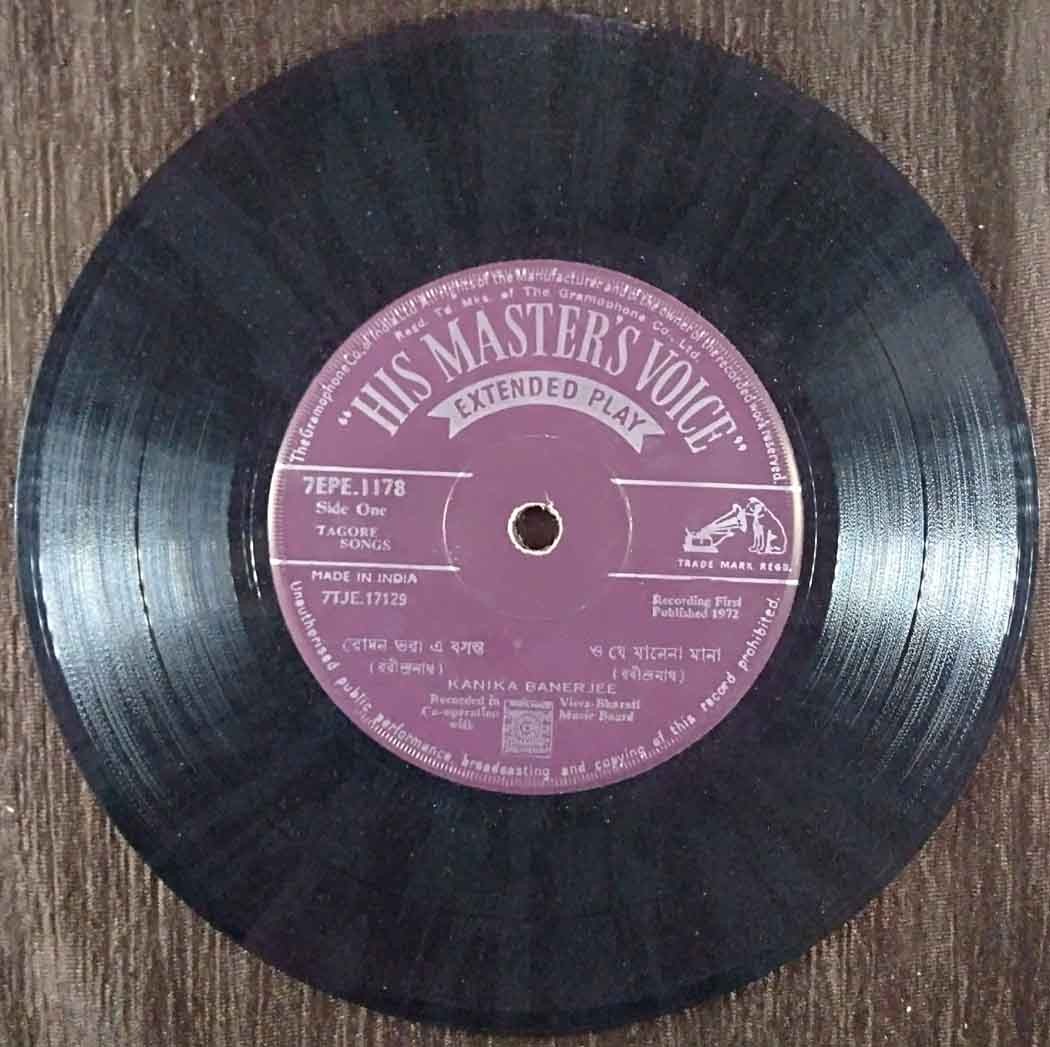 The Gramophone Co. of India Ltd. All rights of the Manufacturer and of the owner of the recorded work reserved.
Regd. Td. Mrs. of The Gramophone Co., Ltd.
"HIS MASTER'S VOICE"
EXTENDED PLAY
7EPE.1178
Side One
TAGORE
SONGS
TRADE MARK REGD.
MADE IN INDIA
7TJE.17129
Recording First
Published 1972
রোদন ভরা এ বসন্ত
(রবীন্দ্রনাথ)
ও যে মানেনা মানা
(রবীন্দ্রনাথ)
KANIKA BANERJEE
Recorded in Visva-Bharati
Co-operation Music Board
with
Unauthorised public performance, broadcasting and copying of this record prohibited.